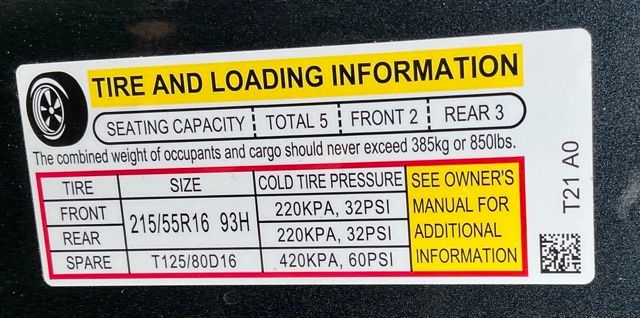 TIRE AND LOADING INFORMATION
SEATING CAPACITY TOTAL 5 FRONT 2 REAR 3
The combined weight of occupants and cargo should never exceed 385kg or 850lbs.
TIRE SIZE COLD TIRE PRESSURE
FRONT 215/55R16 93H 220KPA, 32PSI
REAR 220KPA, 32PSI
SPARE T125/80D16 420KPA, 60PSI
SEE OWNER'S
MANUAL FOR
ADDITIONAL
INFORMATION
T21 A0